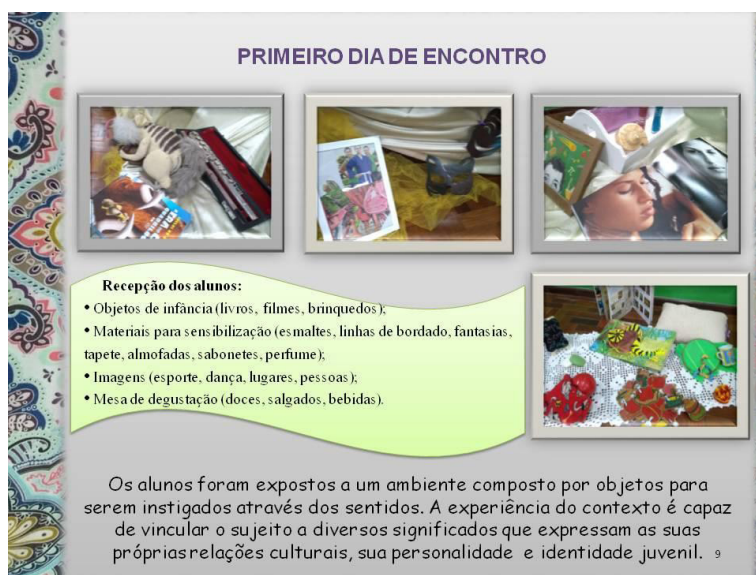 PRIMEIRO DIA DE ENCONTRO
Recepção dos alunos:
• Objetos de infância (livros, filmes, brinquedos);
• Materiais para sensibilização (esmaltes, linhas de bordado, fantasias,
tapete, almofadas, sabonetes, perfume);
• Imagens (esporte, dança, lugares, pessoas);
• Mesa de degustação (doces, salgados, bebidas).
Os alunos foram expostos a um ambiente composto por objetos para
serem instigados através dos sentidos. A experiência do contexto é capaz
de vincular o sujeito a diversos significados que expressam as suas
próprias relações culturais, sua personalidade e identidade juvenil.
9